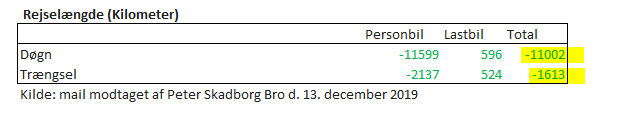 Rejselængde (Kilometer)
Personbil Lastbil Total
Døgn -11599 596 -11002
Trængsel -2137 524 -1613
Kilde: mail modtaget af Peter Skadborg Bro d. 13. december 2019